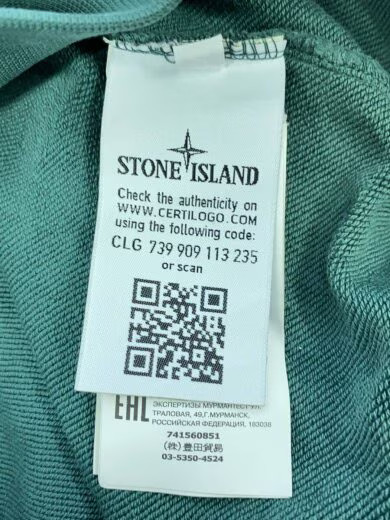 STONE ISLAND
Check the authenticity on
WWW.CERTILOGO.COM
using the following code:
CLG 739 909 113 235
or scan
EAC
ЭКСПЕРТИЗЫ МУРМАНТЕСТ УЛ.
ТРАЛОВАЯ, 49,Г.МУРМАНСК,
РОССИЙСКАЯ ФЕДЕРАЦИЯ, 183038
741560851
(株)豊田貿易
03-5350-4524